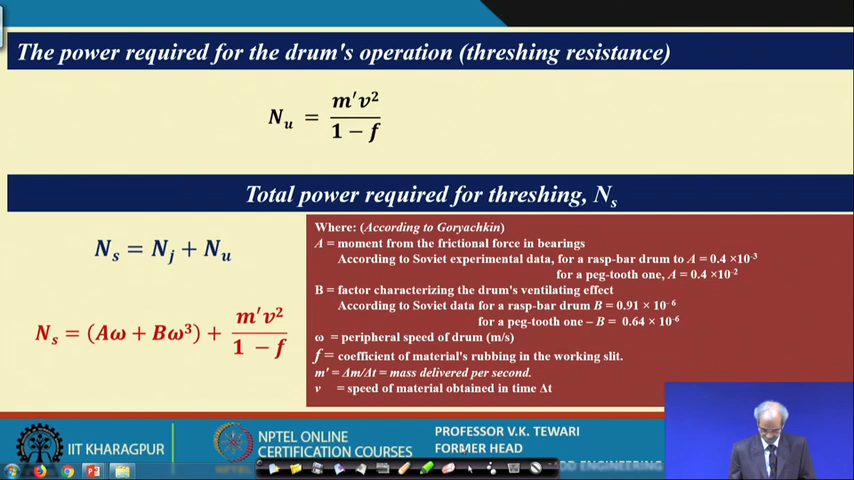 The power required for the drum's operation (threshing resistance)
N_u = m'v²/(1 − f)
Total power required for threshing, N_s
N_s = N_j + N_u
N_s = (Aω + Bω³) + m'v²/(1 − f)
Where: (According to Goryachkin)
A = moment from the frictional force in bearings
According to Soviet experimental data, for a rasp-bar drum to A = 0.4 ×10⁻³
for a peg-tooth one, A = 0.4 ×10⁻²
B = factor characterizing the drum's ventilating effect
According to Soviet data for a rasp-bar drum B = 0.91 × 10⁻⁶
for a peg-tooth one – B = 0.64 × 10⁻⁶
ω = peripheral speed of drum (m/s)
f = coefficient of material's rubbing in the working slit.
m' = Δm/Δt = mass delivered per second.
v = speed of material obtained in time Δt
IIT KHARAGPUR
NPTEL ONLINE
CERTIFICATION COURSES
NPTEL
PROFESSOR V.K. TEWARI
FORMER HEAD
ENGINEERING